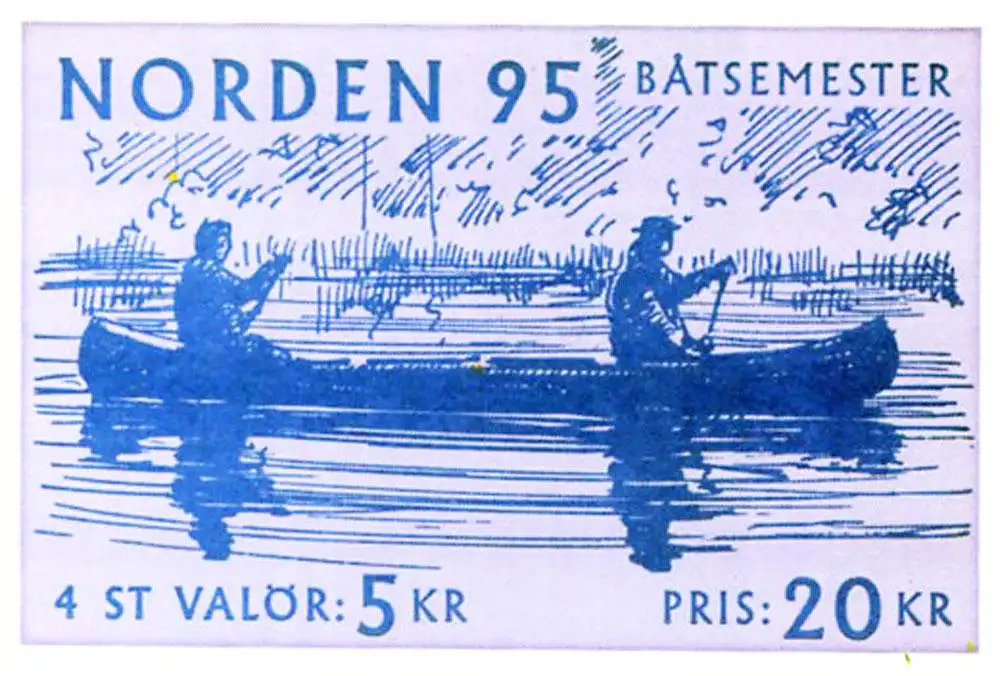 NORDEN 95 BÅTSEMESTER
4 ST VALÖR: 5 KR PRIS: 20 KR